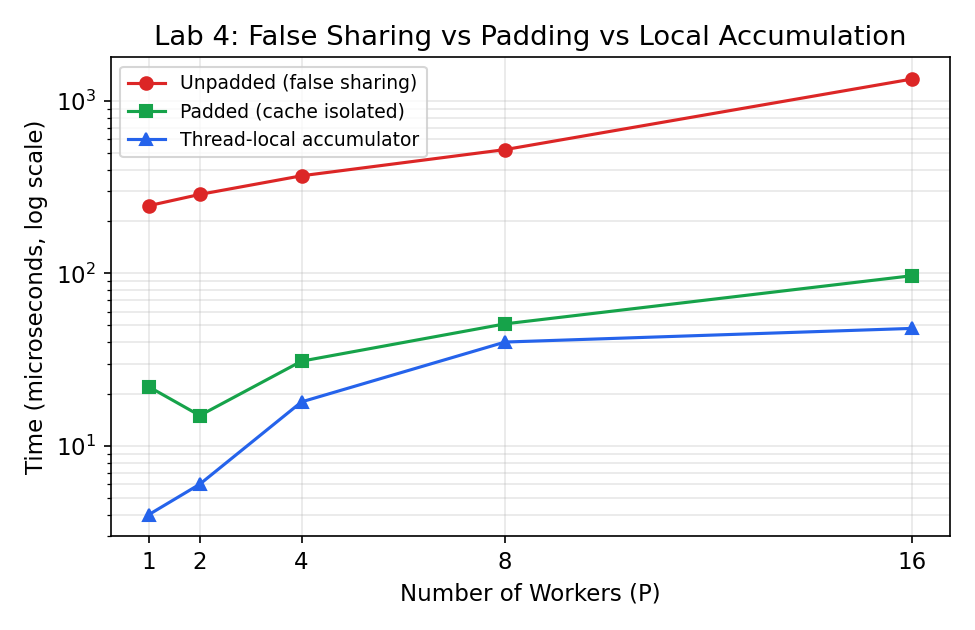 Lab 4: False Sharing vs Padding vs Local Accumulation
Unpadded (false sharing)
Padded (cache isolated)
Thread-local accumulator
Time (microseconds, log scale)
10³
10²
10¹
1 2 4 8 16
Number of Workers (P)